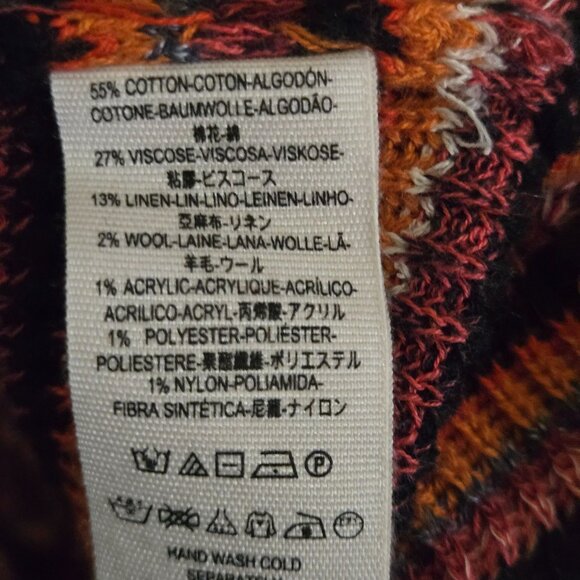 55% COTTON-COTON-ALGODÓN-
COTONE-BAUMWOLLE-ALGODÃO-
棉花-綿
27% VISCOSE-VISCOSA-VISKOSE-
粘膠-ビスコース
13% LINEN-LIN-LINO-LEINEN-LINHO-
亞麻布-リネン
2% WOOL-LAINE-LANA-WOLLE-LÃ-
羊毛-ウール
1% ACRYLIC-ACRYLIQUE-ACRÍLICO-
ACRILICO-ACRYL-丙烯酸-アクリル
1% POLYESTER-POLIÉSTER-
POLIESTERE-聚酯纖維-ポリエステル
1% NYLON-POLIAMIDA-
FIBRA SINTÉTICA-尼龍-ナイロン
P
HAND WASH COLD
SEPARATELY